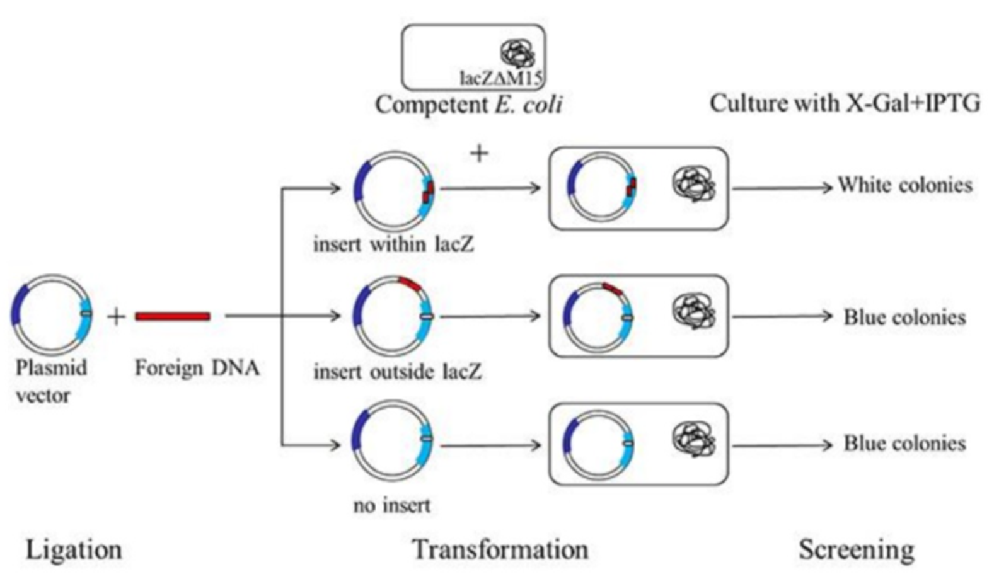 lacZΔM15
Competent E. coli
Culture with X-Gal+IPTG
+
White colonies
insert within lacZ
+
Blue colonies
Plasmid
vector
Foreign DNA
insert outside lacZ
Blue colonies
no insert
Ligation
Transformation
Screening